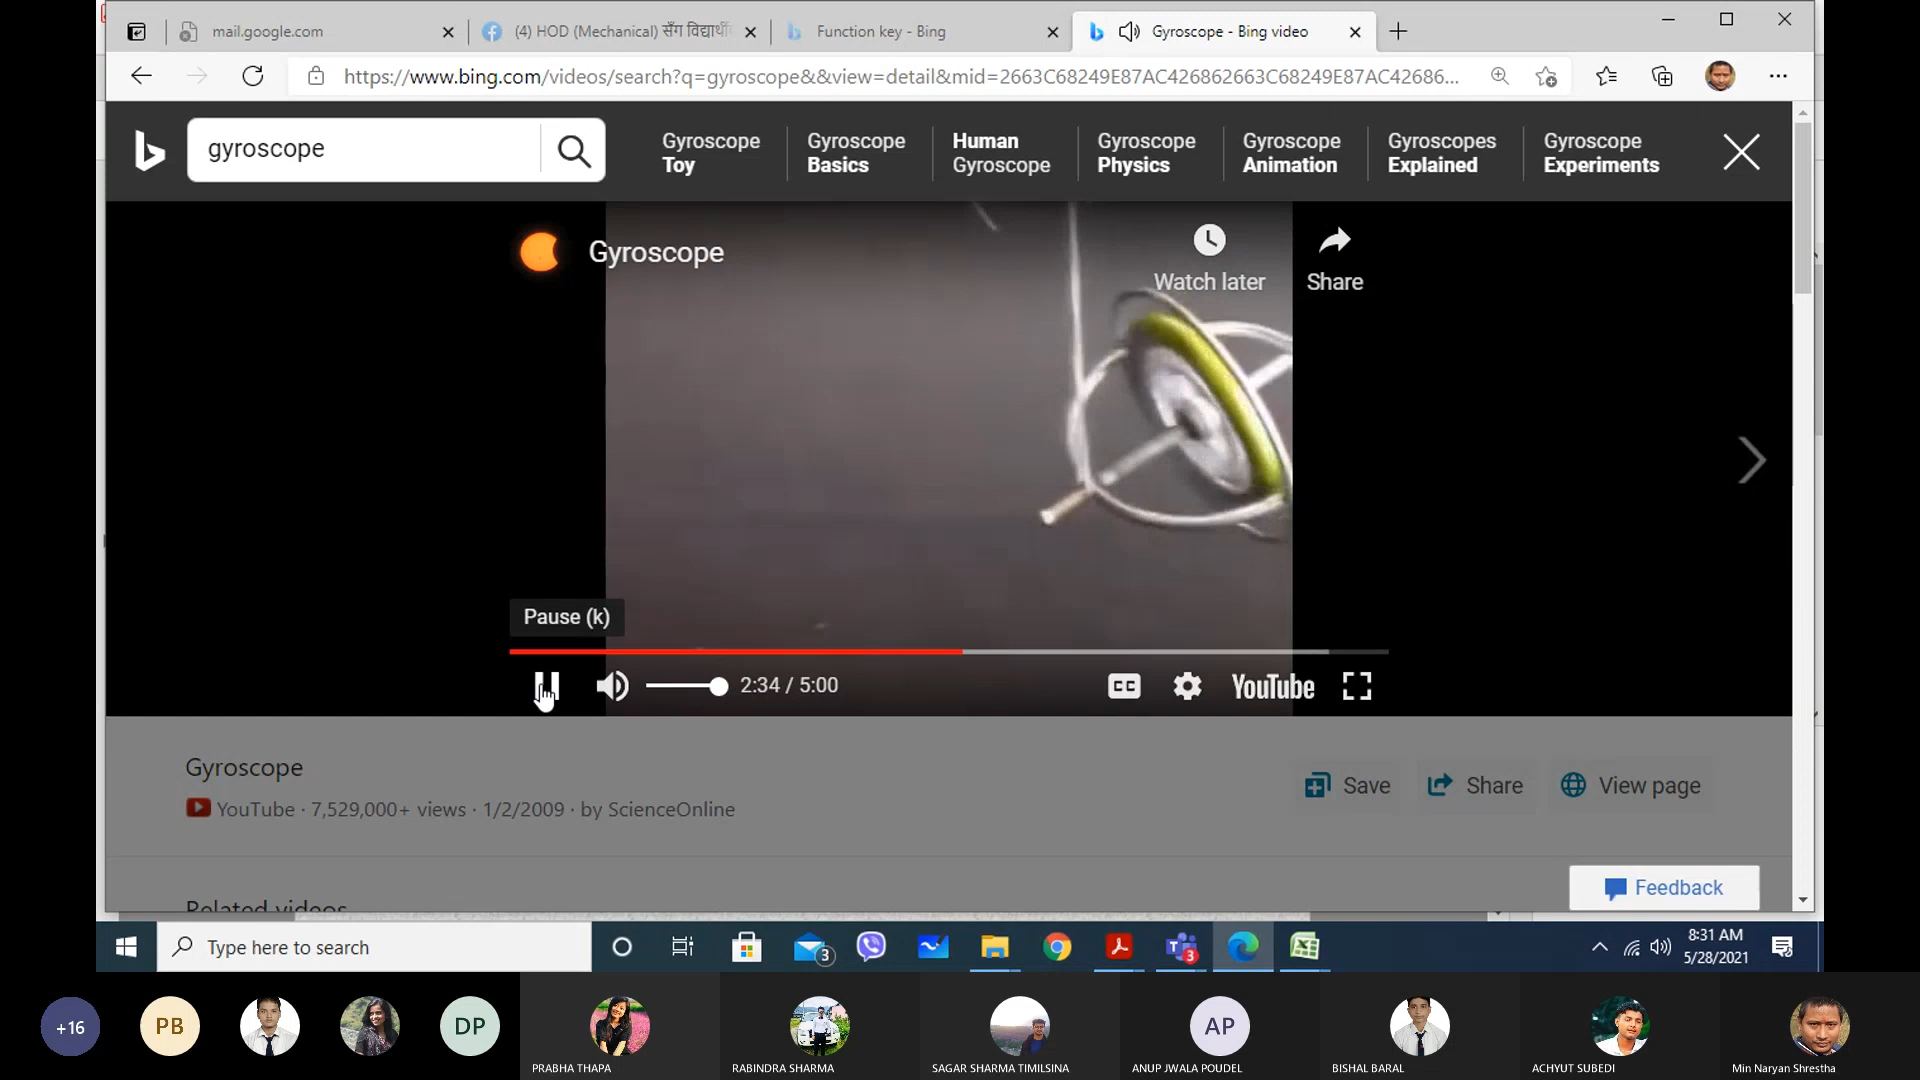 mail.google.com
(4) HOD (Mechanical) सँग विद्यार्थी
Function key - Bing
Gyroscope - Bing video
https://www.bing.com/videos/search?q=gyroscope&&view=detail&mid=2663C68249E87AC426862663C68249E87AC42686...
gyroscope
Gyroscope Toy
Gyroscope Basics
Human Gyroscope
Gyroscope Physics
Gyroscope Animation
Gyroscopes Explained
Gyroscope Experiments
Gyroscope
Watch later
Share
Pause (k)
2:34 / 5:00
CC
YouTube
Gyroscope
YouTube · 7,529,000+ views · 1/2/2009 · by ScienceOnline
Save
Share
View page
Feedback
Related videos
Type here to search
3
3
8:31 AM
5/28/2021
+16
PB
DP
AP
PRABHA THAPA
RABINDRA SHARMA
SAGAR SHARMA TIMILSINA
ANUP JWALA POUDEL
BISHAL BARAL
ACHYUT SUBEDI
Min Naryan Shrestha